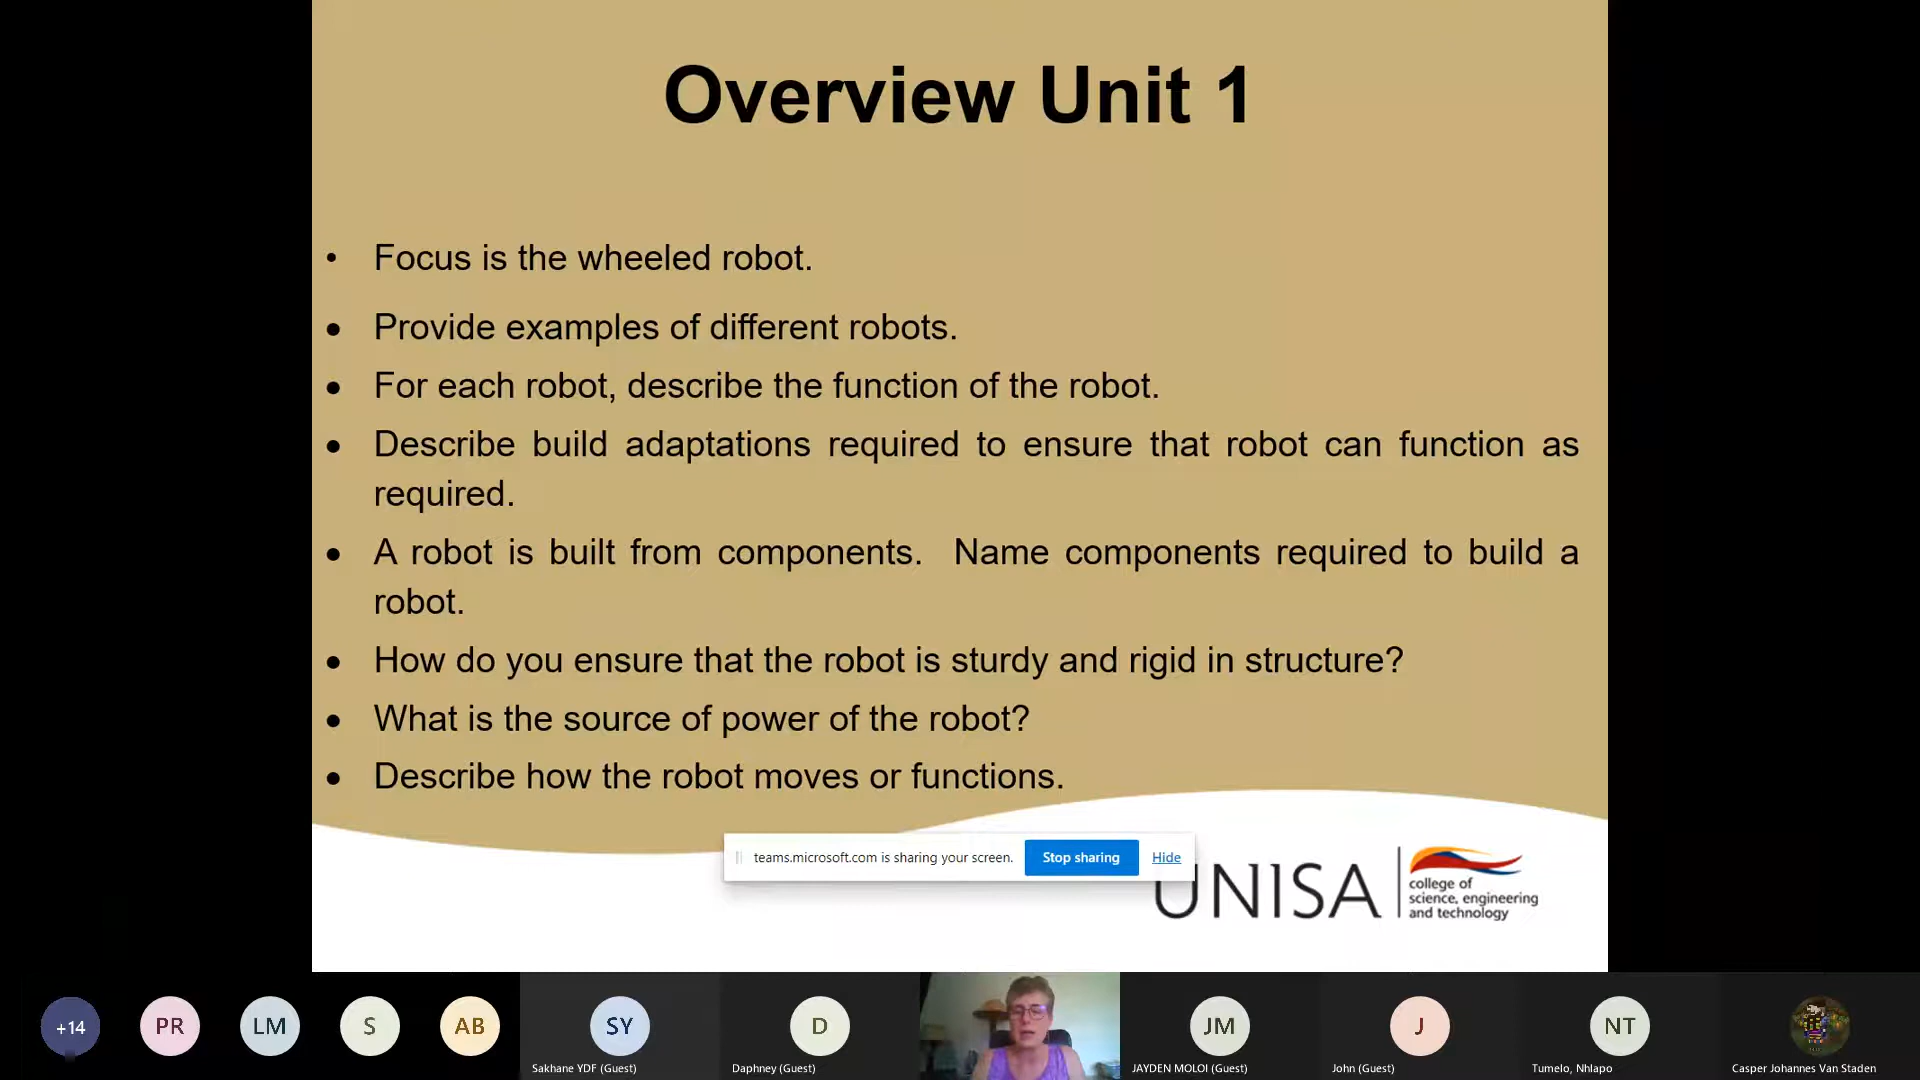 Overview Unit 1
• Focus is the wheeled robot.
• Provide examples of different robots.
• For each robot, describe the function of the robot.
• Describe build adaptations required to ensure that robot can function as
required.
• A robot is built from components. Name components required to build a
robot.
• How do you ensure that the robot is sturdy and rigid in structure?
• What is the source of power of the robot?
• Describe how the robot moves or functions.
teams.microsoft.com is sharing your screen. Stop sharing Hide
UNISA
college of
science, engineering
and technology
+14 PR LM S AB SY D JM J NT
Sakhane YDF (Guest) Daphney (Guest) JAYDEN MOLOI (Guest) John (Guest) Tumelo, Nhlapo Casper Johannes Van Staden